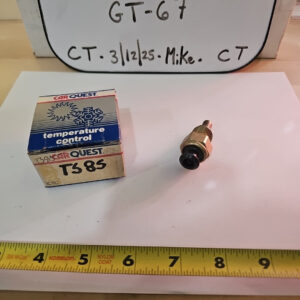 GT-67
CT. 3/12/25. Mike. CT
CARQUEST
temperature
control
CARQUEST
TS85
4 5 6 7 8 9